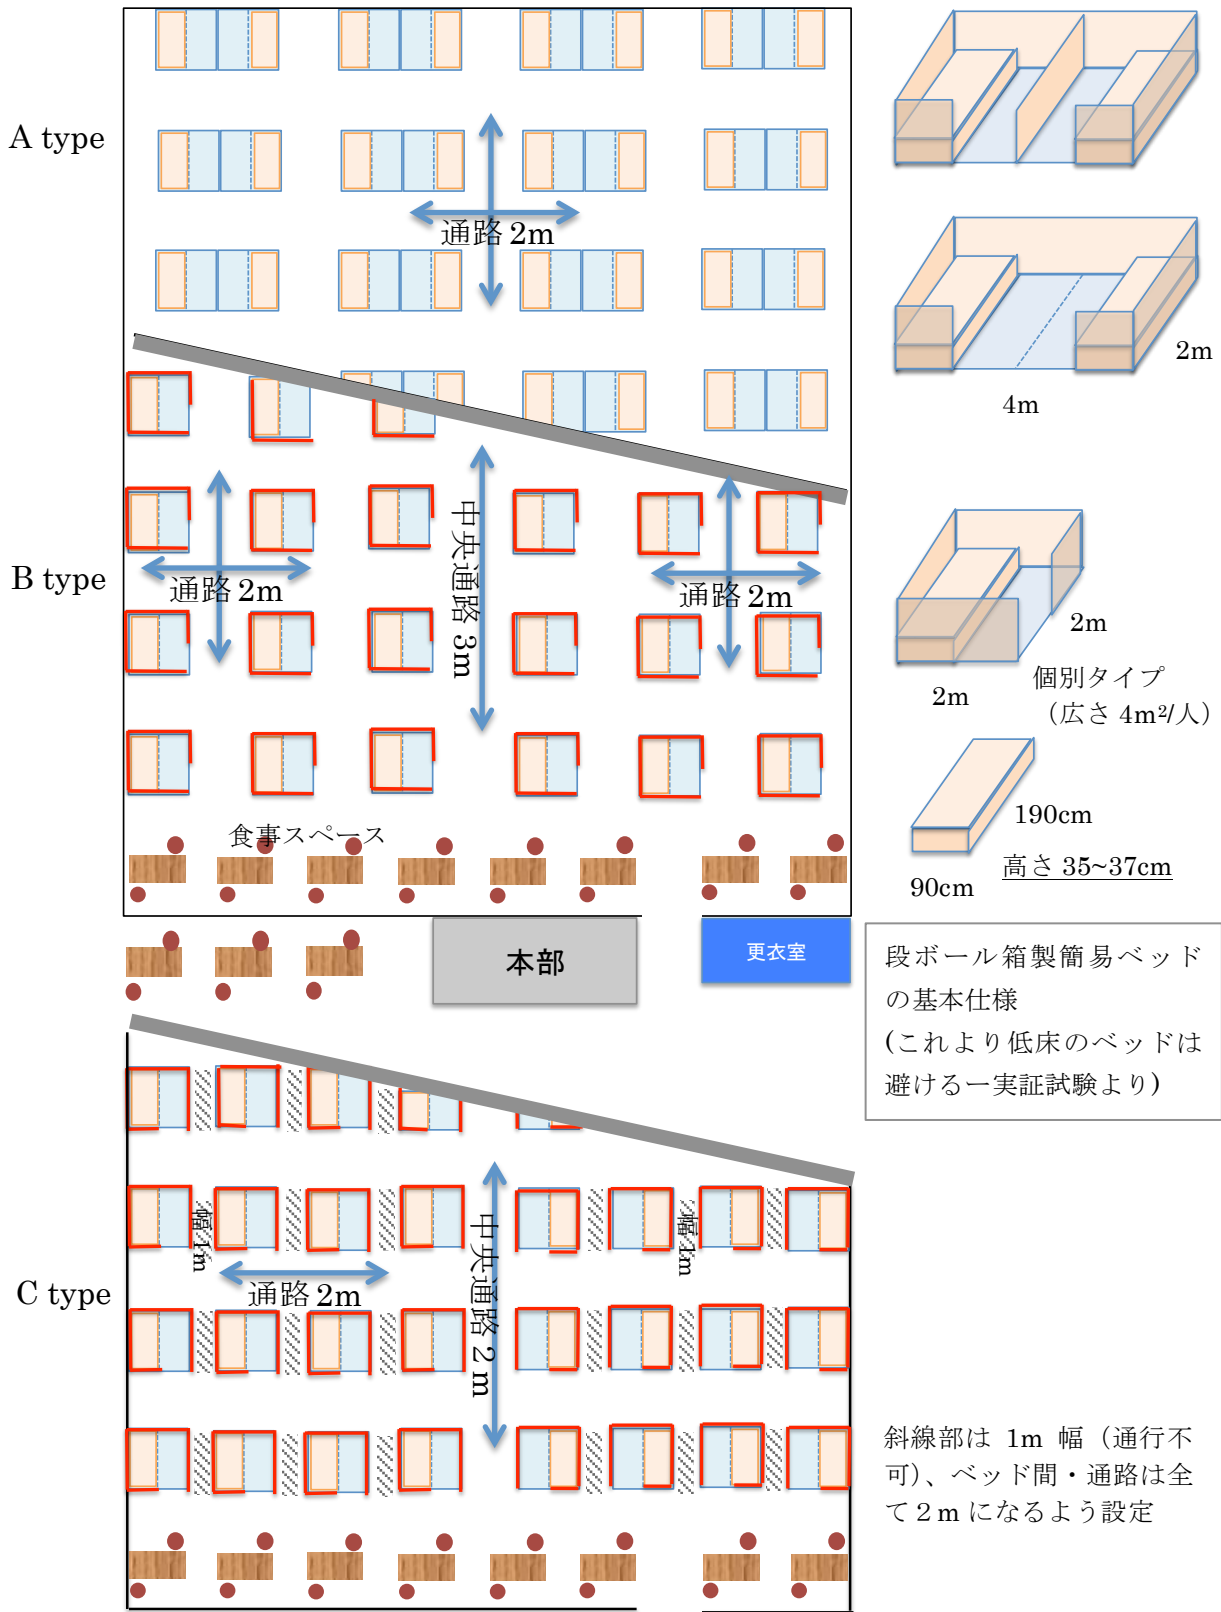 A type
通路 2m
2m
4m
B type
通路 2m
中央通路 3m
通路 2m
2m
2m
個別タイプ
（広さ 4m²/人）
190cm
90cm
高さ 35~37cm
食事スペース
本部
更衣室
段ボール箱製簡易ベッド
の基本仕様
(これより低床のベッドは
避けるー実証試験より)
C type
幅 1m
通路 2m
中央通路 2 m
幅 1m
斜線部は 1m 幅（通行不
可）、ベッド間・通路は全
て 2 m になるよう設定